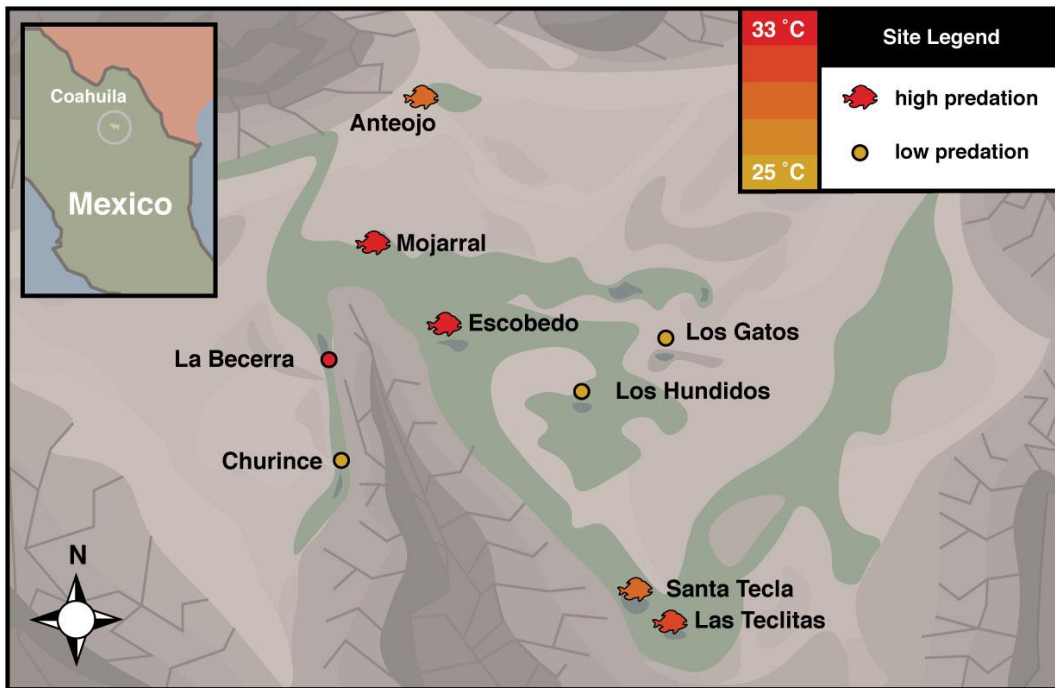 Coahuila
Mexico
33 °C
25 °C
Site Legend
high predation
low predation
Anteojo
Mojarral
Escobedo
Los Gatos
La Becerra
Los Hundidos
Churince
Santa Tecla
Las Teclitas
N